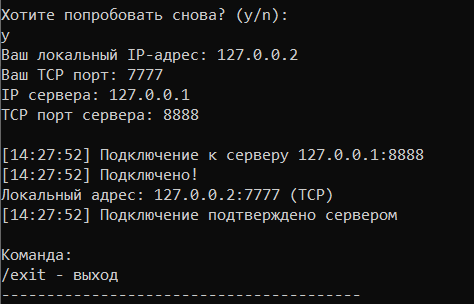 Хотите попробовать снова? (y/n):
y
Ваш локальный IP-адрес: 127.0.0.2
Ваш TCP порт: 7777
IP сервера: 127.0.0.1
TCP порт сервера: 8888
[14:27:52] Подключение к серверу 127.0.0.1:8888
[14:27:52] Подключено!
Локальный адрес: 127.0.0.2:7777 (TCP)
[14:27:52] Подключение подтверждено сервером
Команда:
/exit - выход
----------------------------------------